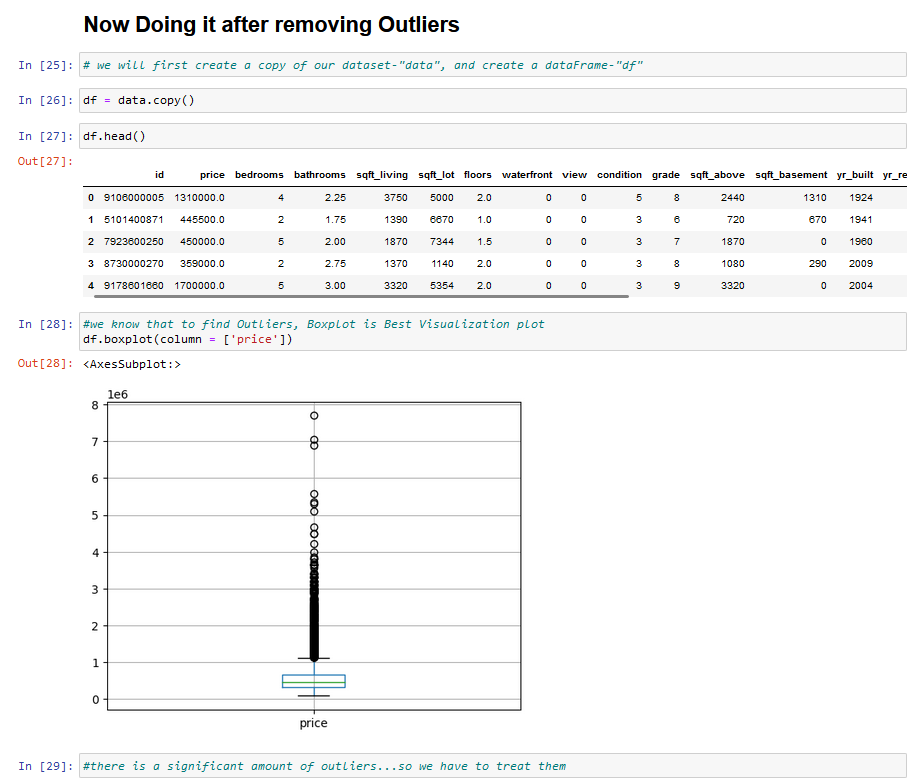 Now Doing it after removing Outliers
In [25]: # we will first create a copy of our dataset-"data", and create a dataFrame-"df"
In [26]: df = data.copy()
In [27]: df.head()
Out[27]:
id price bedrooms bathrooms sqft_living sqft_lot floors waterfront view condition grade sqft_above sqft_basement yr_built yr_re
0 9106000005 1310000.0 4 2.25 3750 5000 2.0 0 0 5 8 2440 1310 1924
1 5101400871 445500.0 2 1.75 1390 6670 1.0 0 0 3 6 720 670 1941
2 7923600250 450000.0 5 2.00 1870 7344 1.5 0 0 3 7 1870 0 1960
3 8730000270 359000.0 2 2.75 1370 1140 2.0 0 0 3 8 1080 290 2009
4 9178601660 1700000.0 5 3.00 3320 5354 2.0 0 0 3 9 3320 0 2004
In [28]: #we know that to find Outliers, Boxplot is Best Visualization plot
df.boxplot(column = ['price'])
Out[28]: <AxesSubplot:>
1e6
8
7
6
5
4
3
2
1
0
price
In [29]: #there is a significant amount of outliers...so we have to treat them